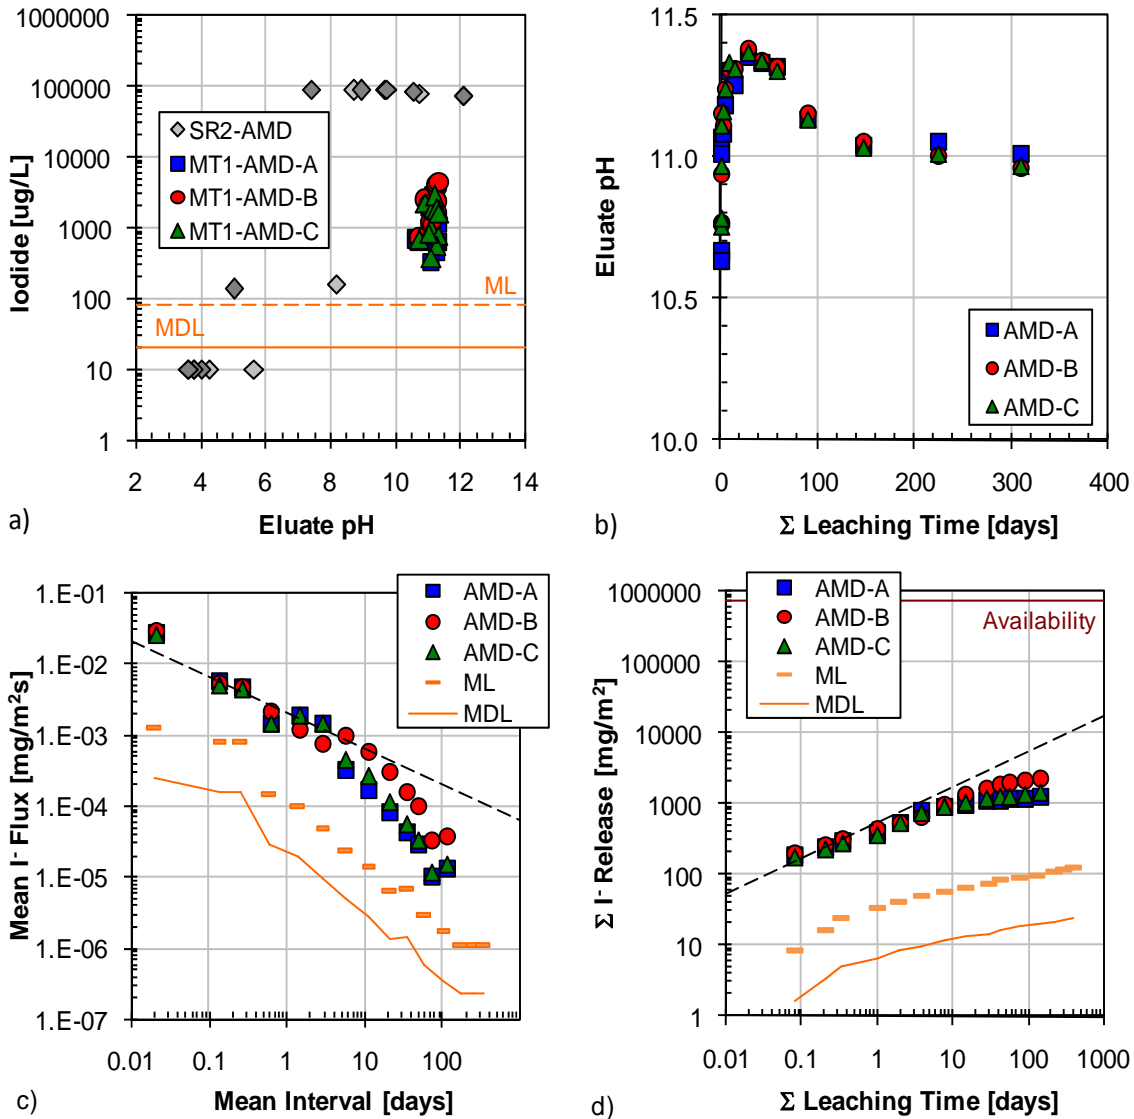 1000000
100000
10000
1000
100
10
1
Iodide [ug/L]
SR2-AMD
MT1-AMD-A
MT1-AMD-B
MT1-AMD-C
ML
MDL
2 4 6 8 10 12 14
Eluate pH
a)
11.5
11.0
10.5
10.0
Eluate pH
AMD-A
AMD-B
AMD-C
0 100 200 300 400
Σ Leaching Time [days]
b)
1.E-01
1.E-02
1.E-03
1.E-04
1.E-05
1.E-06
1.E-07
Mean I- Flux [mg/m²s]
AMD-A
AMD-B
AMD-C
ML
MDL
0.01 0.1 1 10 100
Mean Interval [days]
c)
1000000
100000
10000
1000
100
10
1
Σ I- Release [mg/m²]
AMD-A
AMD-B
AMD-C
ML
MDL
Availability
0.01 0.1 1 10 100 1000
Σ Leaching Time [days]
d)